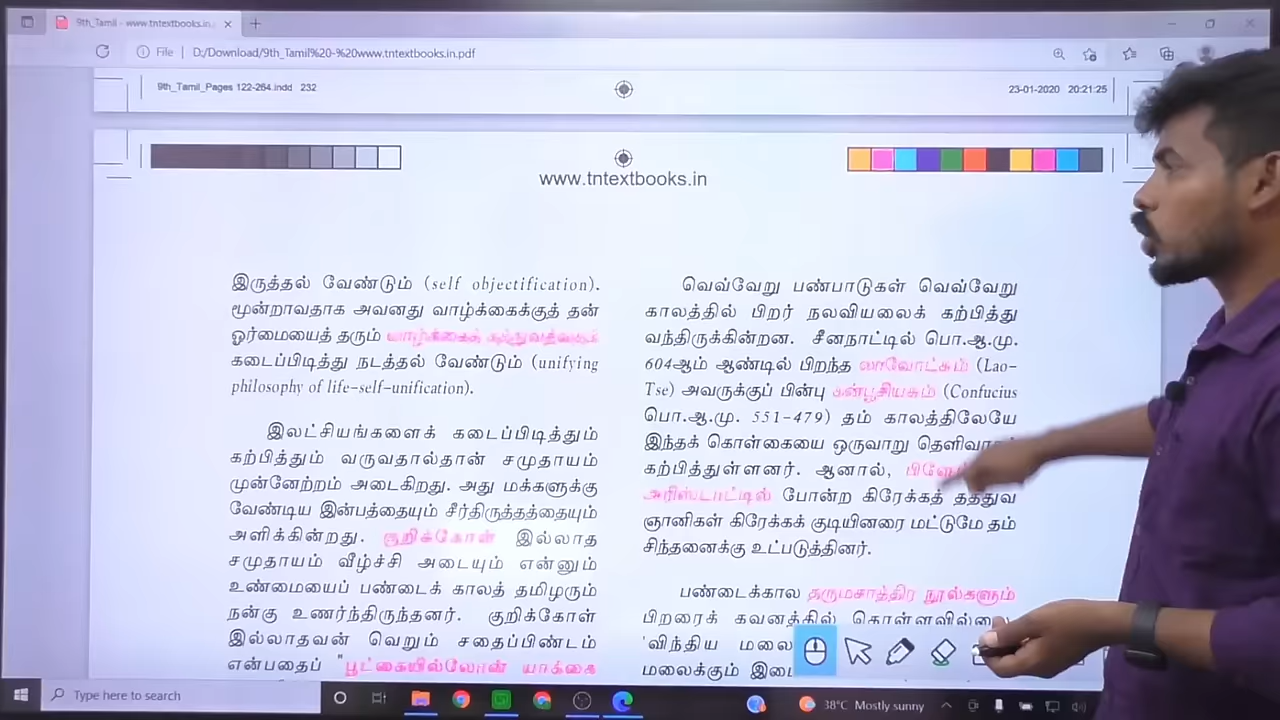 9th_Tamil - www.tntextbooks.in
File | D:/Download/9th_Tamil%20-%20www.tntextbooks.in.pdf
9th_Tamil_Pages 122-264.indd 232
23-01-2020 20:21:25
www.tntextbooks.in
இருத்தல் வேண்டும் (self objectification).
மூன்றாவதாக அவனது வாழ்க்கைக்குத் தன்
ஓர்மையைத் தரும் வாழ்க்கைத்
கடைப்பிடித்து நடத்தல் வேண்டும் (unifying
philosophy of life-self-unification).
இலட்சியங்களைக் கடைப்பிடித்தும்
கற்பித்தும் வருவதால்தான் சமுதாயம்
முன்னேற்றம் அடைகிறது. அது மக்களுக்கு
வேண்டிய இன்பத்தையும் சீர்திருத்தத்தையும்
அளிக்கின்றது. குறிக்கோள் இல்லாத
சமுதாயம் வீழ்ச்சி அடையும் என்னும்
உண்மையைப் பண்டைக் காலத் தமிழரும்
நன்கு உணர்ந்திருந்தனர். குறிக்கோள்
இல்லாதவன் வெறும் சதைப்பிண்டம்
என்பதைப் "பூட்கையில்லோன் யாக்கை
வெவ்வேறு பண்பாடுகள் வெவ்வேறு
காலத்தில் பிறர் நலவியலைக் கற்பித்து
வந்திருக்கின்றன. சீனநாட்டில் பொ.ஆ.மு.
604ஆம் ஆண்டில் பிறந்த லாவோட்சும் (Lao-
Tse) அவருக்குப் பின்பு கன்பூசியசும் (Confucius
பொ.ஆ.மு. 551-479) தம் காலத்திலேயே
இந்தக் கொள்கையை ஒருவாறு
கற்பித்துள்ளனர். ஆனால்,
அரிஸ்டாட்டில் போன்ற கிரேக்கத் தத்துவ
ஞானிகள் கிரேக்கக் குடியினரை மட்டுமே தம்
சிந்தனைக்கு உட்படுத்தினர்.
பண்டைக்கால தருமசாத்திர நூல்களும்
பிறரைக் கவனத்தில்
'விந்திய மலை
மலைக்கும்
Type here to search
38°C Mostly sunny